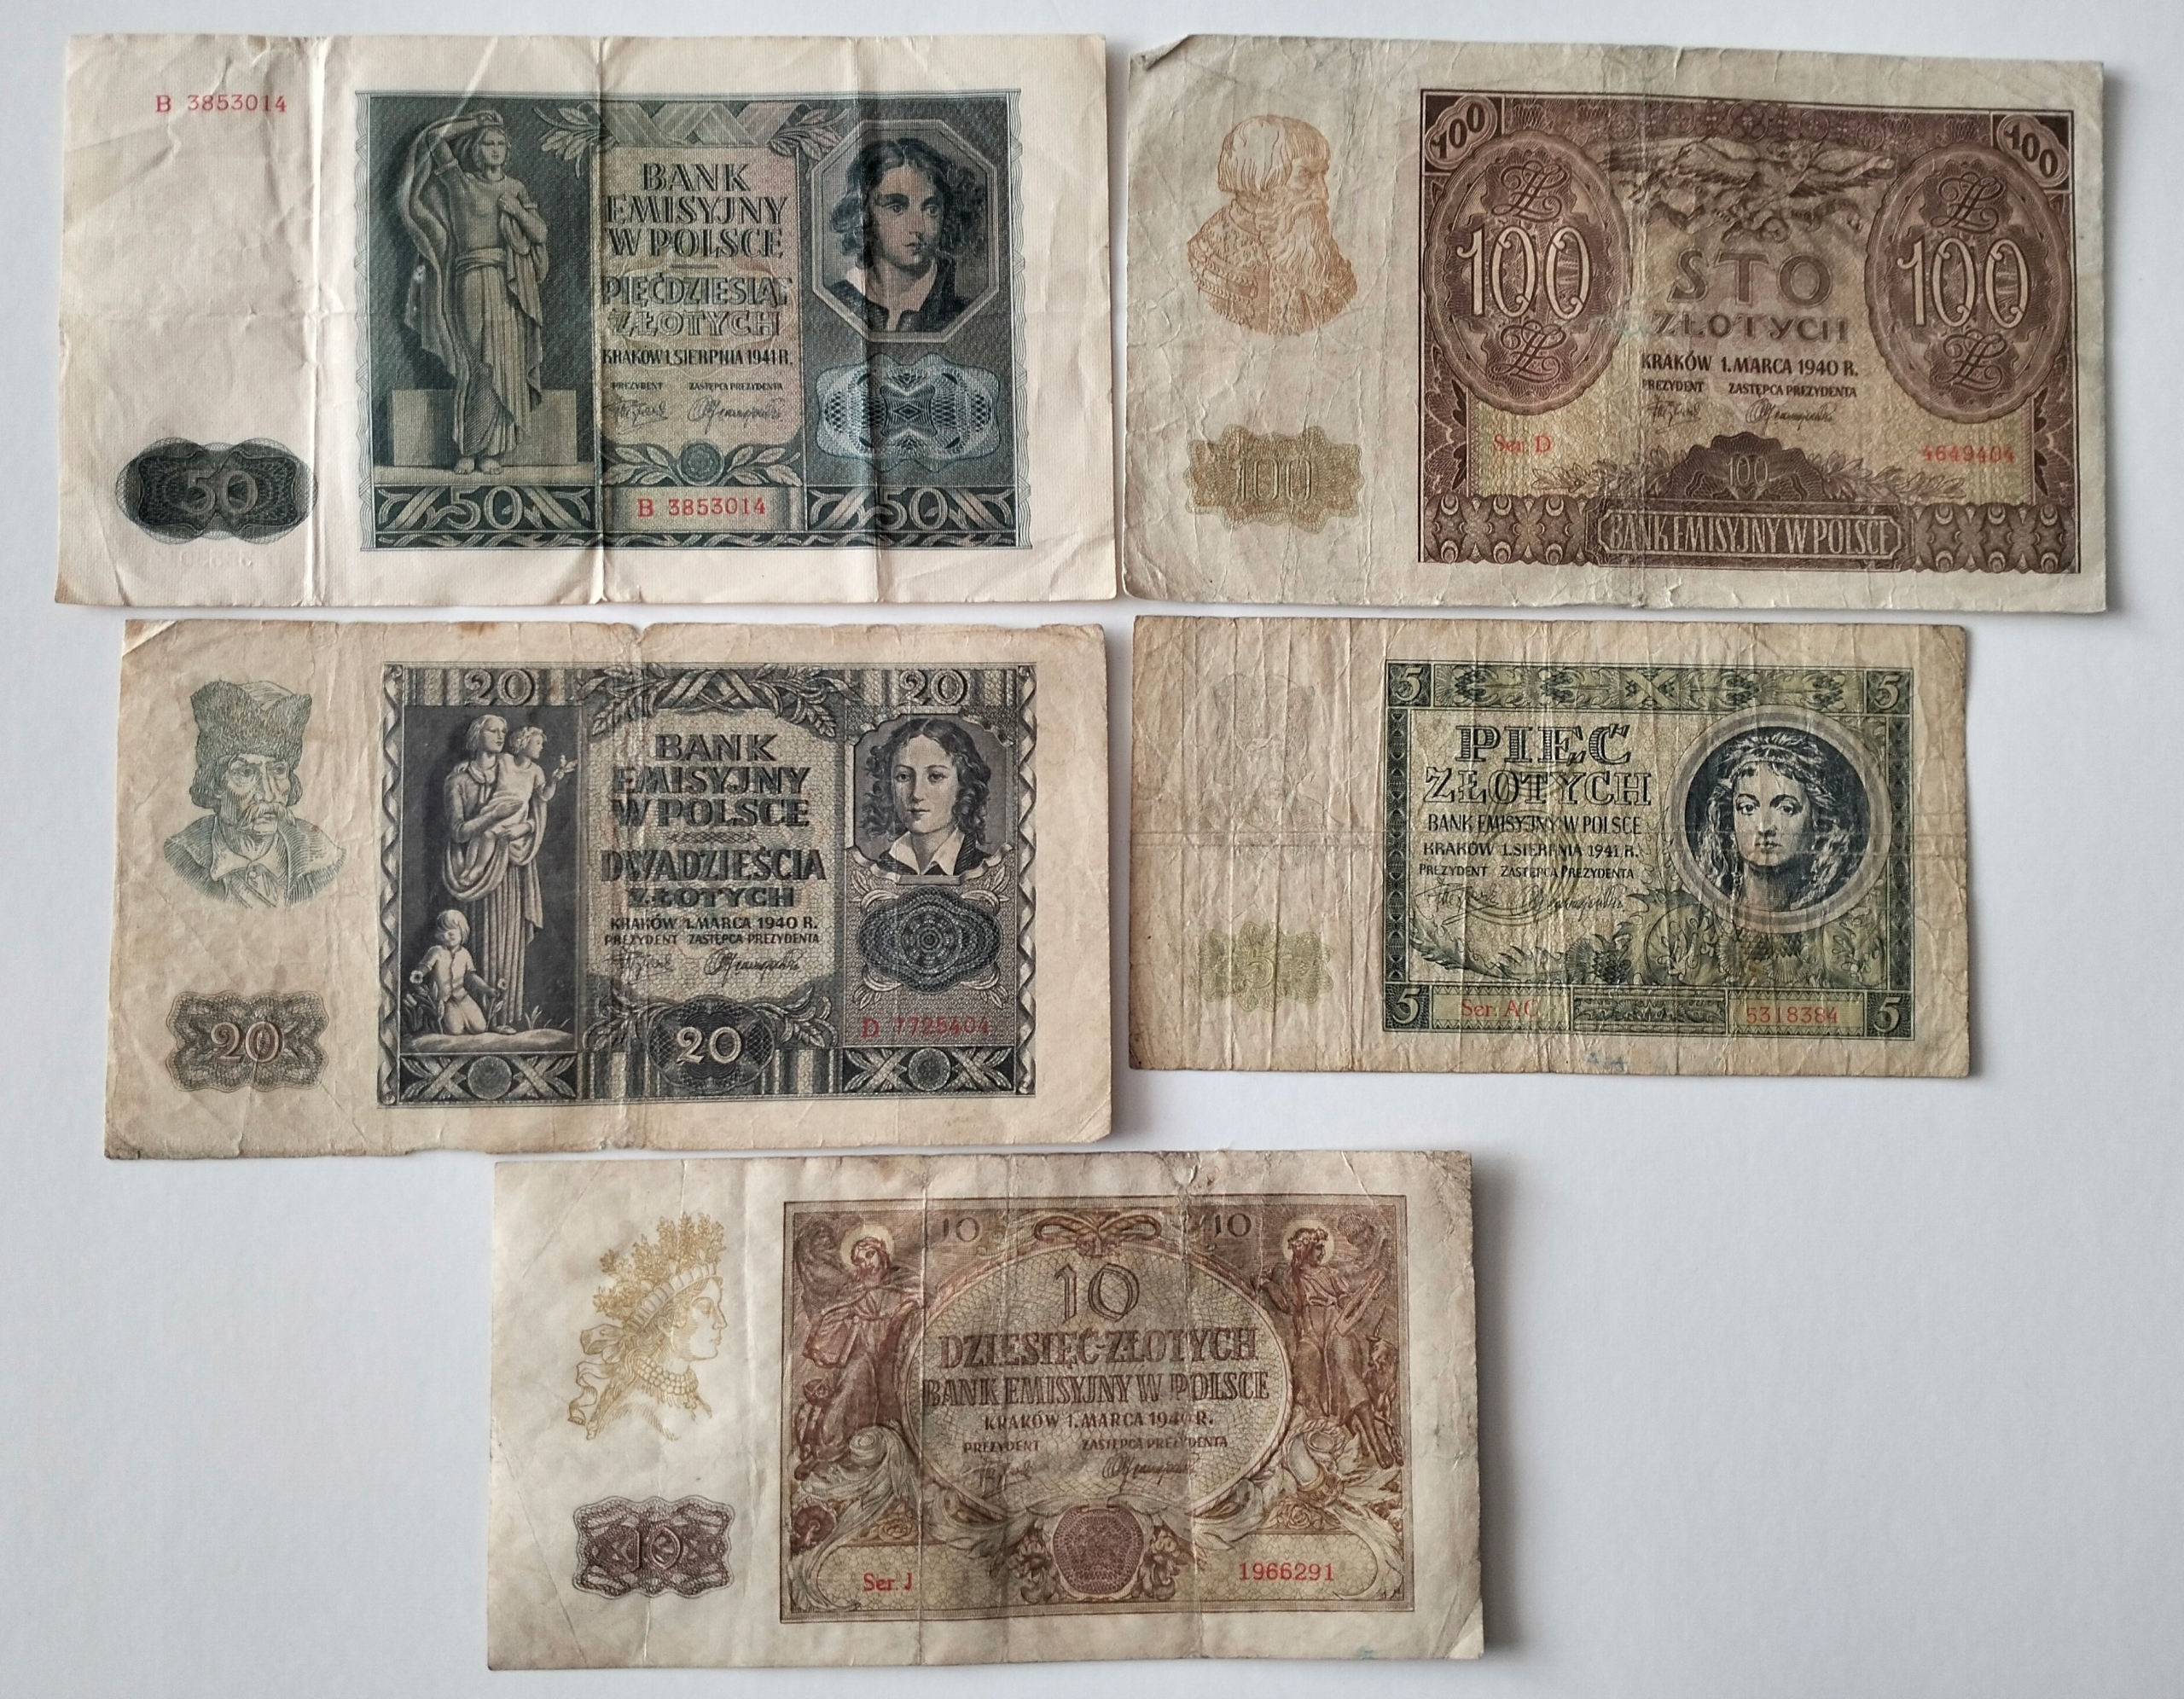 B 3853014
BANK
EMISYJNY
W POLSCE
PIĘĆDZIESIĄT
ZŁOTYCH
KRAKÓW 1. SIERPNIA 1941 R.
PREZYDENT ZASTĘPCA PREZYDENTA
50
50
B 3853014
50
100
100
100
100
STO
ZŁOTYCH
KRAKÓW 1. MARCA 1940 R.
PREZYDENT ZASTĘPCA PREZYDENTA
Ser. D
4649404
100
100
BANK EMISYJNY W POLSCE
20
20
BANK
EMISYJNY
W POLSCE
DWADZIEŚCIA
ZŁOTYCH
KRAKÓW 1. MARCA 1940 R.
PREZYDENT ZASTĘPCA PREZYDENTA
D 7725404
20
20
5
5
PIĘĆ
ZŁOTYCH
BANK EMISYJNY W POLSCE
KRAKÓW 1. SIERPNIA 1941 R.
PREZYDENT ZASTĘPCA PREZYDENTA
5
5
Ser. AC
5318384
5
10
10
10
DZIESIĘĆ ZŁOTYCH
BANK EMISYJNY W POLSCE
KRAKÓW 1. MARCA 1940 R.
PREZYDENT ZASTĘPCA PREZYDENTA
10
Ser. J
1966291